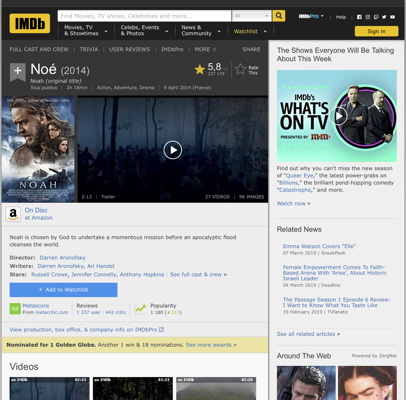 IMDb
Find Movies, TV shows, Celebrities and more...
All
IMDbPro
Help
Movies, TV
& Showtimes
Celebs, Events
& Photos
News &
Community
Watchlist
Sign in
FULL CAST AND CREW | TRIVIA | USER REVIEWS | IMDbPro | MORE
SHARE
Noé (2014)
Noah (original title)
Tous publics | 2h 18min | Action, Adventure, Drama | 9 April 2014 (France)
5,8
Rate
This
NOAH
2:13 | Trailer
27 VIDEOS | 96 IMAGES
On Disc
at Amazon
Noah is chosen by God to undertake a momentous mission before an apocalyptic flood
cleanses the world.
Director: Darren Aronofsky
Writers: Darren Aronofsky, Ari Handel
Stars: Russell Crowe, Jennifer Connelly, Anthony Hopkins | See full cast & crew »
+ Add to Watchlist
Metascore
From metacritic.com
Reviews
1 337 user | 442 critic
Popularity
View production, box office, & company info on IMDbPro
Nominated for 1 Golden Globe. Another 1 win & 18 nominations. See more awards »
Videos
The Shows Everyone Will Be Talking
About This Week
IMDb's
WHAT'S
ON TV
PRESENTED BY
Find out why you can't miss the new season
of "Queer Eye," the latest power-grabs on
"Billions," the brilliant pond-hopping comedy
"Catastrophe," and more.
Watch now »
Related News
Emma Watson Covers "Elle"
07 March 2019 | SneakPeek
Female Empowerment Comes To Faith-
Based Arena With 'Arise', About Historic
Israeli Leader
04 March 2019 | Deadline
The Passage Season 1 Episode 6 Review:
I Want to Know What You Taste Like
19 February 2019 | TVfanatic
See all related articles »
Around The Web
Powered by ZergNet